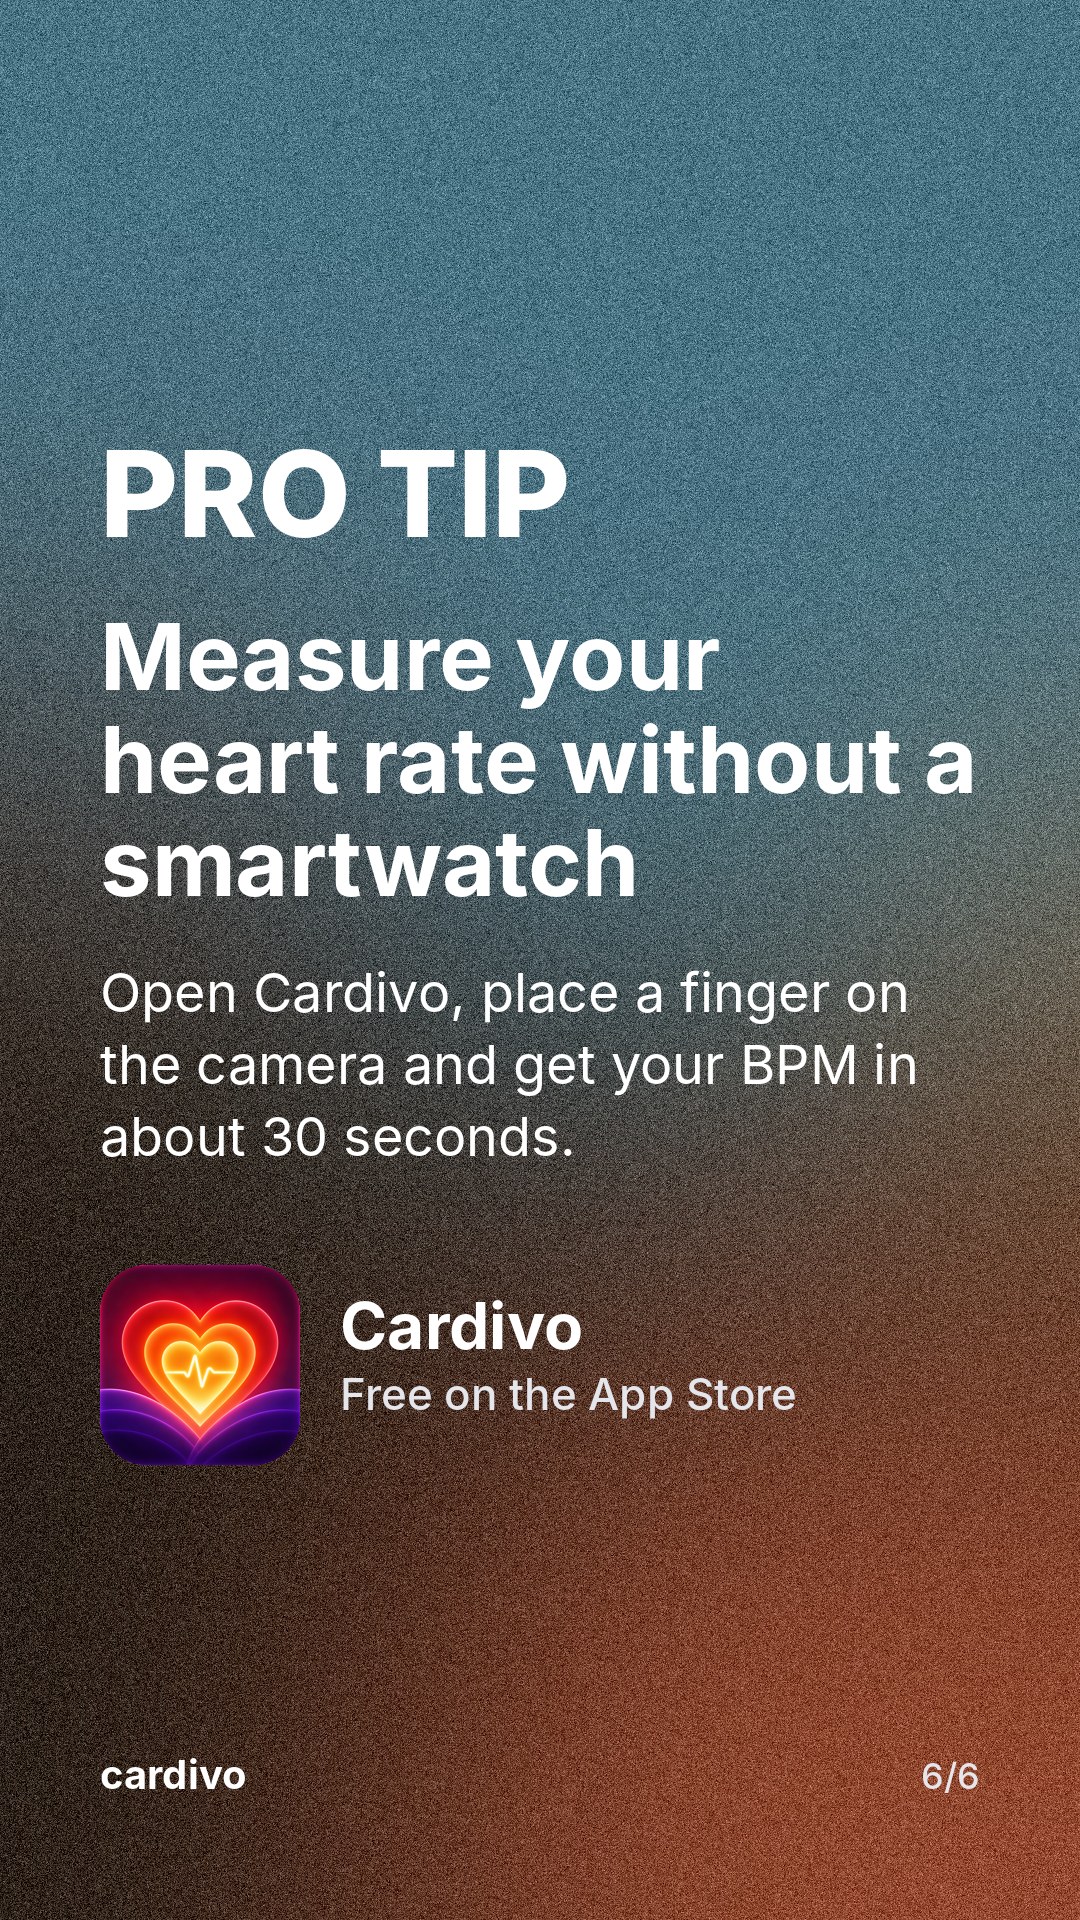 PRO TIP
Measure your
heart rate without a
smartwatch
Open Cardivo, place a finger on
the camera and get your BPM in
about 30 seconds.
Cardivo
Free on the App Store
cardivo
6/6